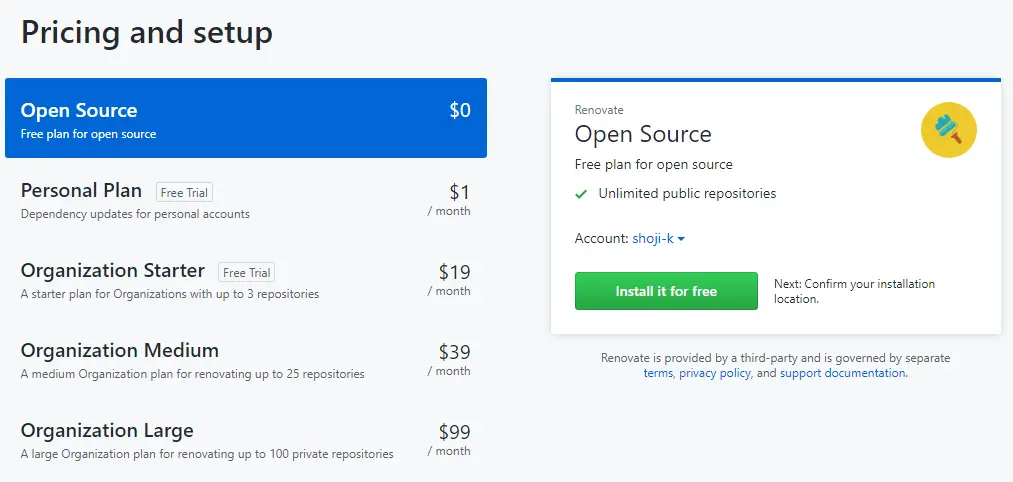 Pricing and setup
Open Source $0
Free plan for open source
Personal Plan Free Trial $1
Dependency updates for personal accounts / month
Organization Starter Free Trial $19
A starter plan for Organizations with up to 3 repositories / month
Organization Medium $39
A medium Organization plan for renovating up to 25 repositories / month
Organization Large $99
A large Organization plan for renovating up to 100 private repositories / month
Renovate
Open Source
Free plan for open source
Unlimited public repositories
Account: shoji-k
Install it for free
Next: Confirm your installation
location.
Renovate is provided by a third-party and is governed by separate
terms, privacy policy, and support documentation.